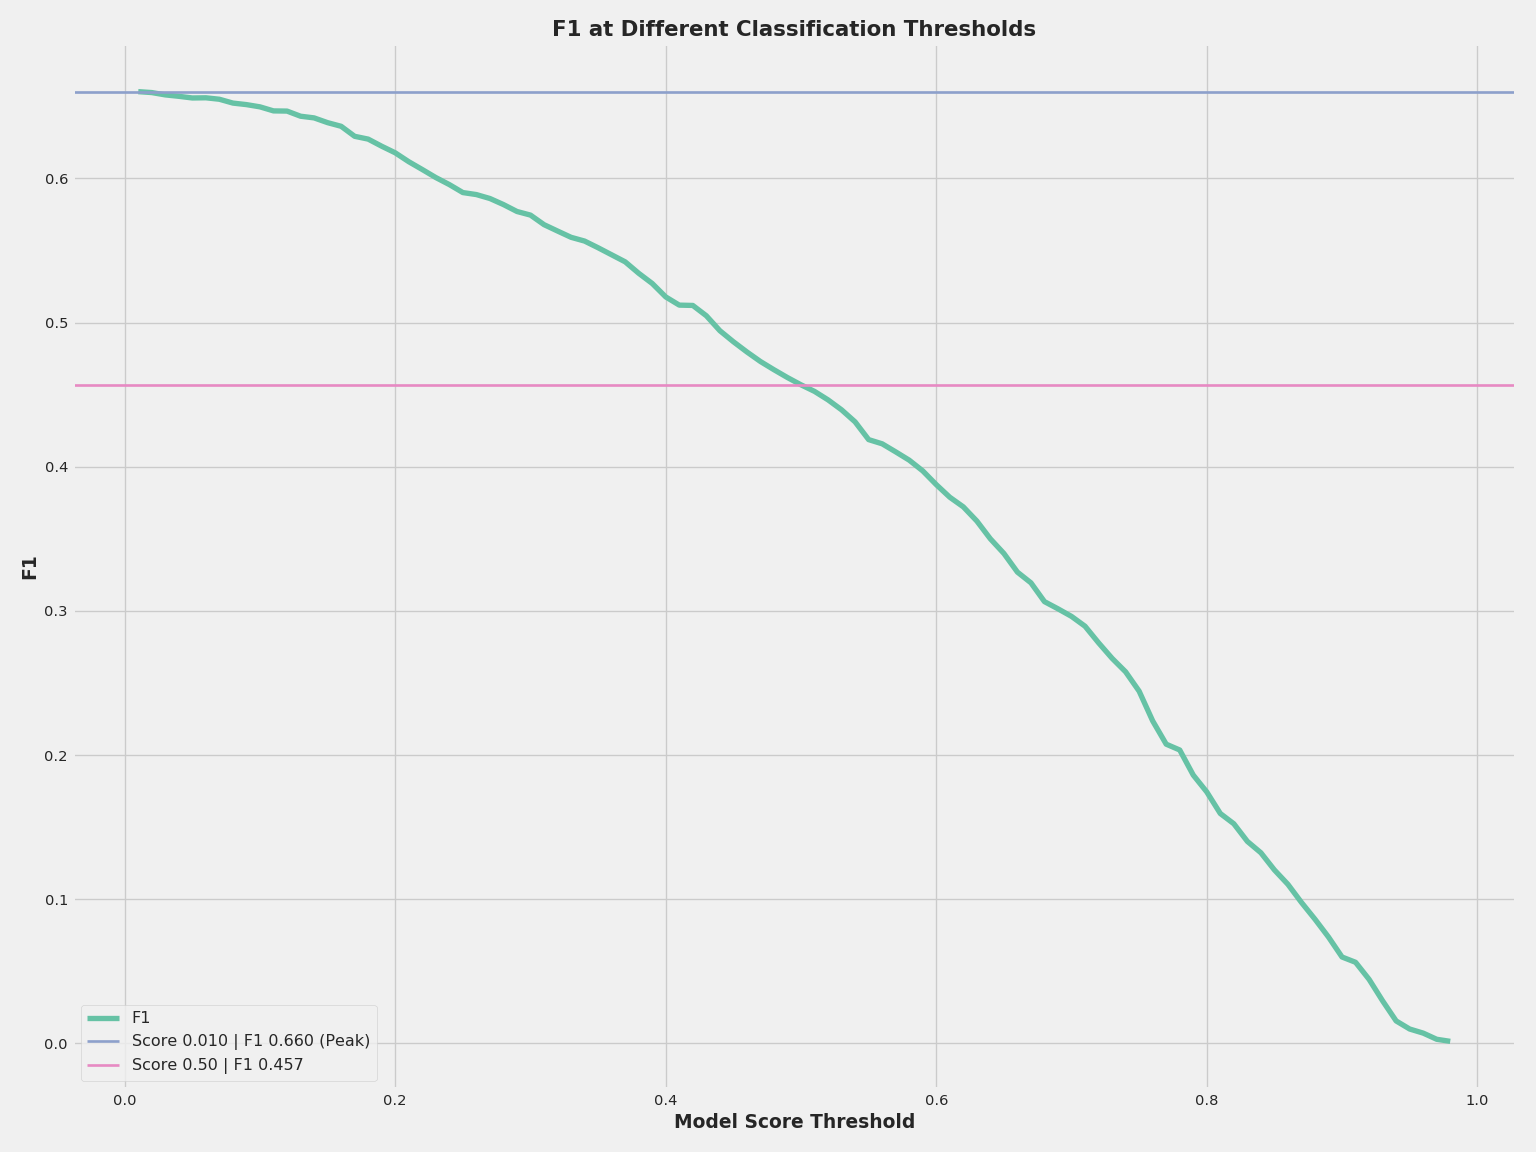 F1 at Different Classification Thresholds
F1
0.6
0.5
0.4
0.3
0.2
0.1
0.0
F1
Score 0.010 | F1 0.660 (Peak)
Score 0.50 | F1 0.457
0.0 0.2 0.4 0.6 0.8 1.0
Model Score Threshold